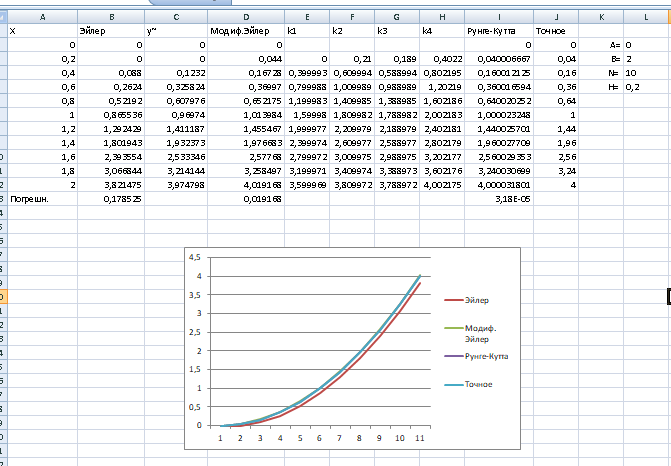 A B C D E F G H I J K L
X Эйлер y~ Модиф.Эйлер k1 k2 k3 k4 Рунге-Кутта Точное
0 0 0 0 0 0 A= 0
0,2 0 0 0,044 0 0,21 0,189 0,4022 0,040006667 0,04 B= 2
0,4 0,088 0,1232 0,16728 0,399993 0,609994 0,588994 0,802195 0,160012125 0,16 N= 10
0,6 0,2624 0,325824 0,36997 0,799988 1,009989 0,988989 1,20219 0,360016594 0,36 H= 0,2
0,8 0,52192 0,607976 0,652175 1,199983 1,409985 1,388985 1,602186 0,640020252 0,64
1 0,865536 0,96974 1,013984 1,59998 1,809982 1,788982 2,002183 1,000023248 1
1,2 1,292429 1,411187 1,455467 1,999977 2,209979 2,188979 2,402181 1,440025701 1,44
1,4 1,801943 1,932373 1,976683 2,399974 2,609977 2,588977 2,802179 1,960027709 1,96
1,6 2,393554 2,533346 2,57768 2,799972 3,009975 2,988975 3,202177 2,560029353 2,56
1,8 3,066844 3,214144 3,258497 3,199971 3,409974 3,388973 3,602176 3,240030699 3,24
2 3,821475 3,974798 4,019168 3,599969 3,809972 3,788972 4,002175 4,000031801 4
Погрешн. 0,178525 0,019168 3,18E-05
4,5
4
3,5
3
2,5
2
1,5
1
0,5
0
1 2 3 4 5 6 7 8 9 10 11
Эйлер
Модиф.
Эйлер
Рунге-Кутта
Точное